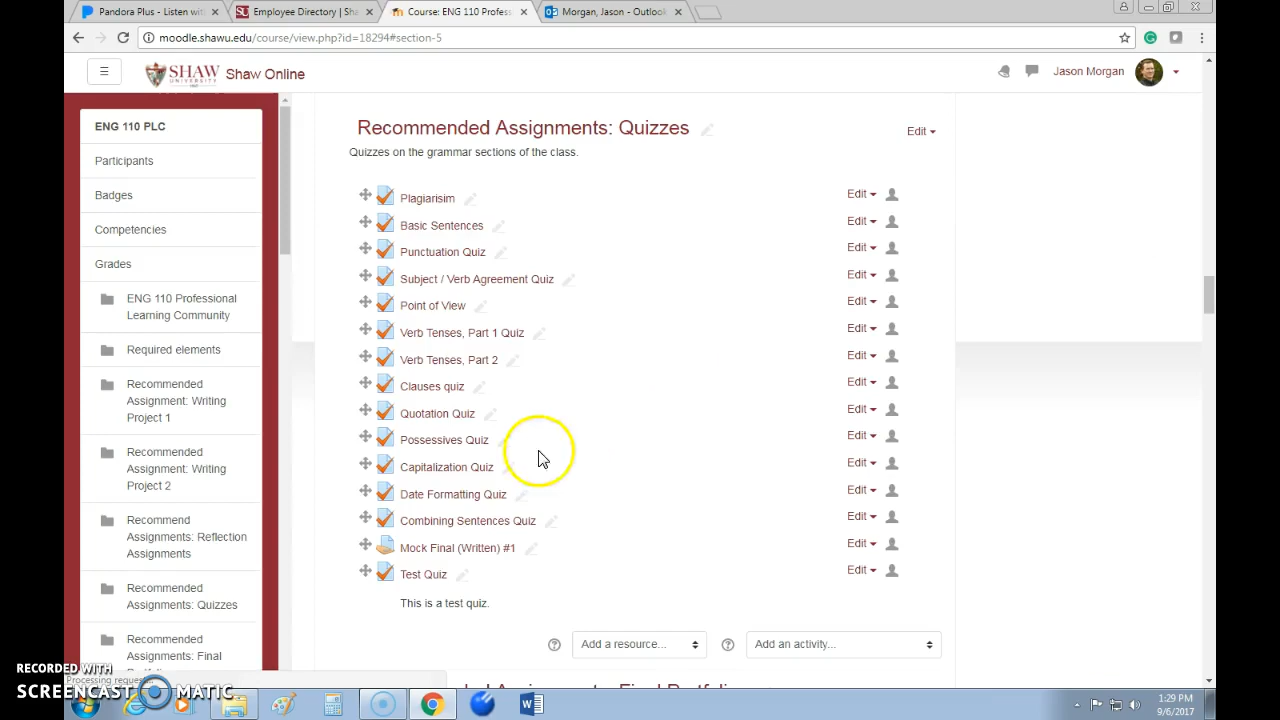 Pandora Plus - Listen with
Employee Directory | Sha
Course: ENG 110 Profess
Morgan, Jason - Outlook
moodle.shawu.edu/course/view.php?id=18294#section-5
SHAW
UNIVERSITY
Shaw Online
Jason Morgan
ENG 110 PLC
Participants
Badges
Competencies
Grades
ENG 110 Professional
Learning Community
Required elements
Recommended
Assignment: Writing
Project 1
Recommended
Assignment: Writing
Project 2
Recommend
Assignments: Reflection
Assignments
Recommended
Assignments: Quizzes
Recommended
Assignments: Final
Recommended Assignments: Quizzes
Edit
Quizzes on the grammar sections of the class.
Plagiarisim Edit
Basic Sentences Edit
Punctuation Quiz Edit
Subject / Verb Agreement Quiz Edit
Point of View Edit
Verb Tenses, Part 1 Quiz Edit
Verb Tenses, Part 2 Edit
Clauses quiz Edit
Quotation Quiz Edit
Possessives Quiz Edit
Capitalization Quiz Edit
Date Formatting Quiz Edit
Combining Sentences Quiz Edit
Mock Final (Written) #1 Edit
Test Quiz Edit
This is a test quiz.
Add a resource... Add an activity...
Processing reques
RECORDED WITH
SCREENCAST MATIC
1:29 PM
9/6/2017